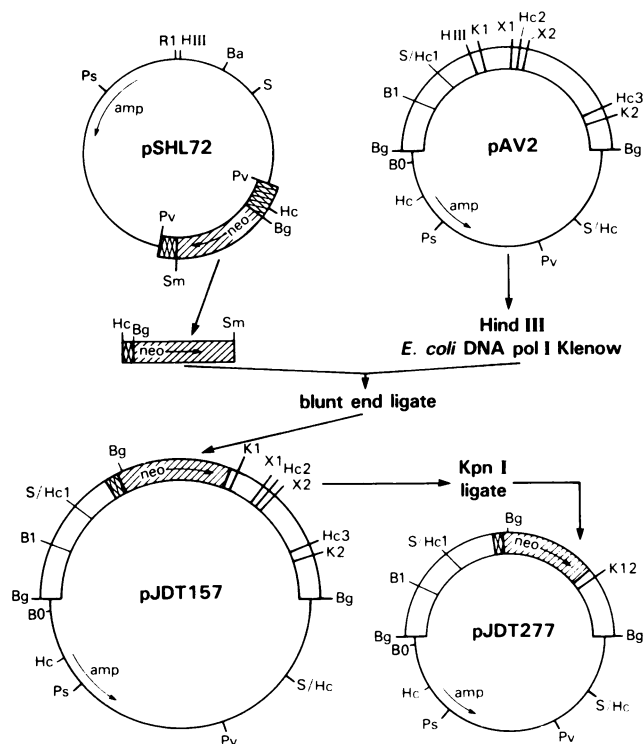 R1 HIII
Ba
S
Ps
amp
pSHL72
Pv
Hc
Bg
neo
Pv
Sm
HIII K1 X1 Hc2 X2
S/Hc1
B1
Hc3
K2
pAV2
Bg
B0
Bg
Hc
amp
Ps
S/Hc
Pv
Hc Bg Sm
neo
Hind III
E. coli DNA pol I Klenow
blunt end ligate
Bg
neo
K1
X1
Hc2
X2
S/Hc1
B1
Hc3
K2
pJDT157
Bg
B0
Bg
Hc
amp
Ps
S/Hc
Pv
Kpn I
ligate
Bg
neo
S/Hc1
K12
B1
pJDT277
Bg
B0
Bg
Hc
amp
Ps
S/Hc
Pv